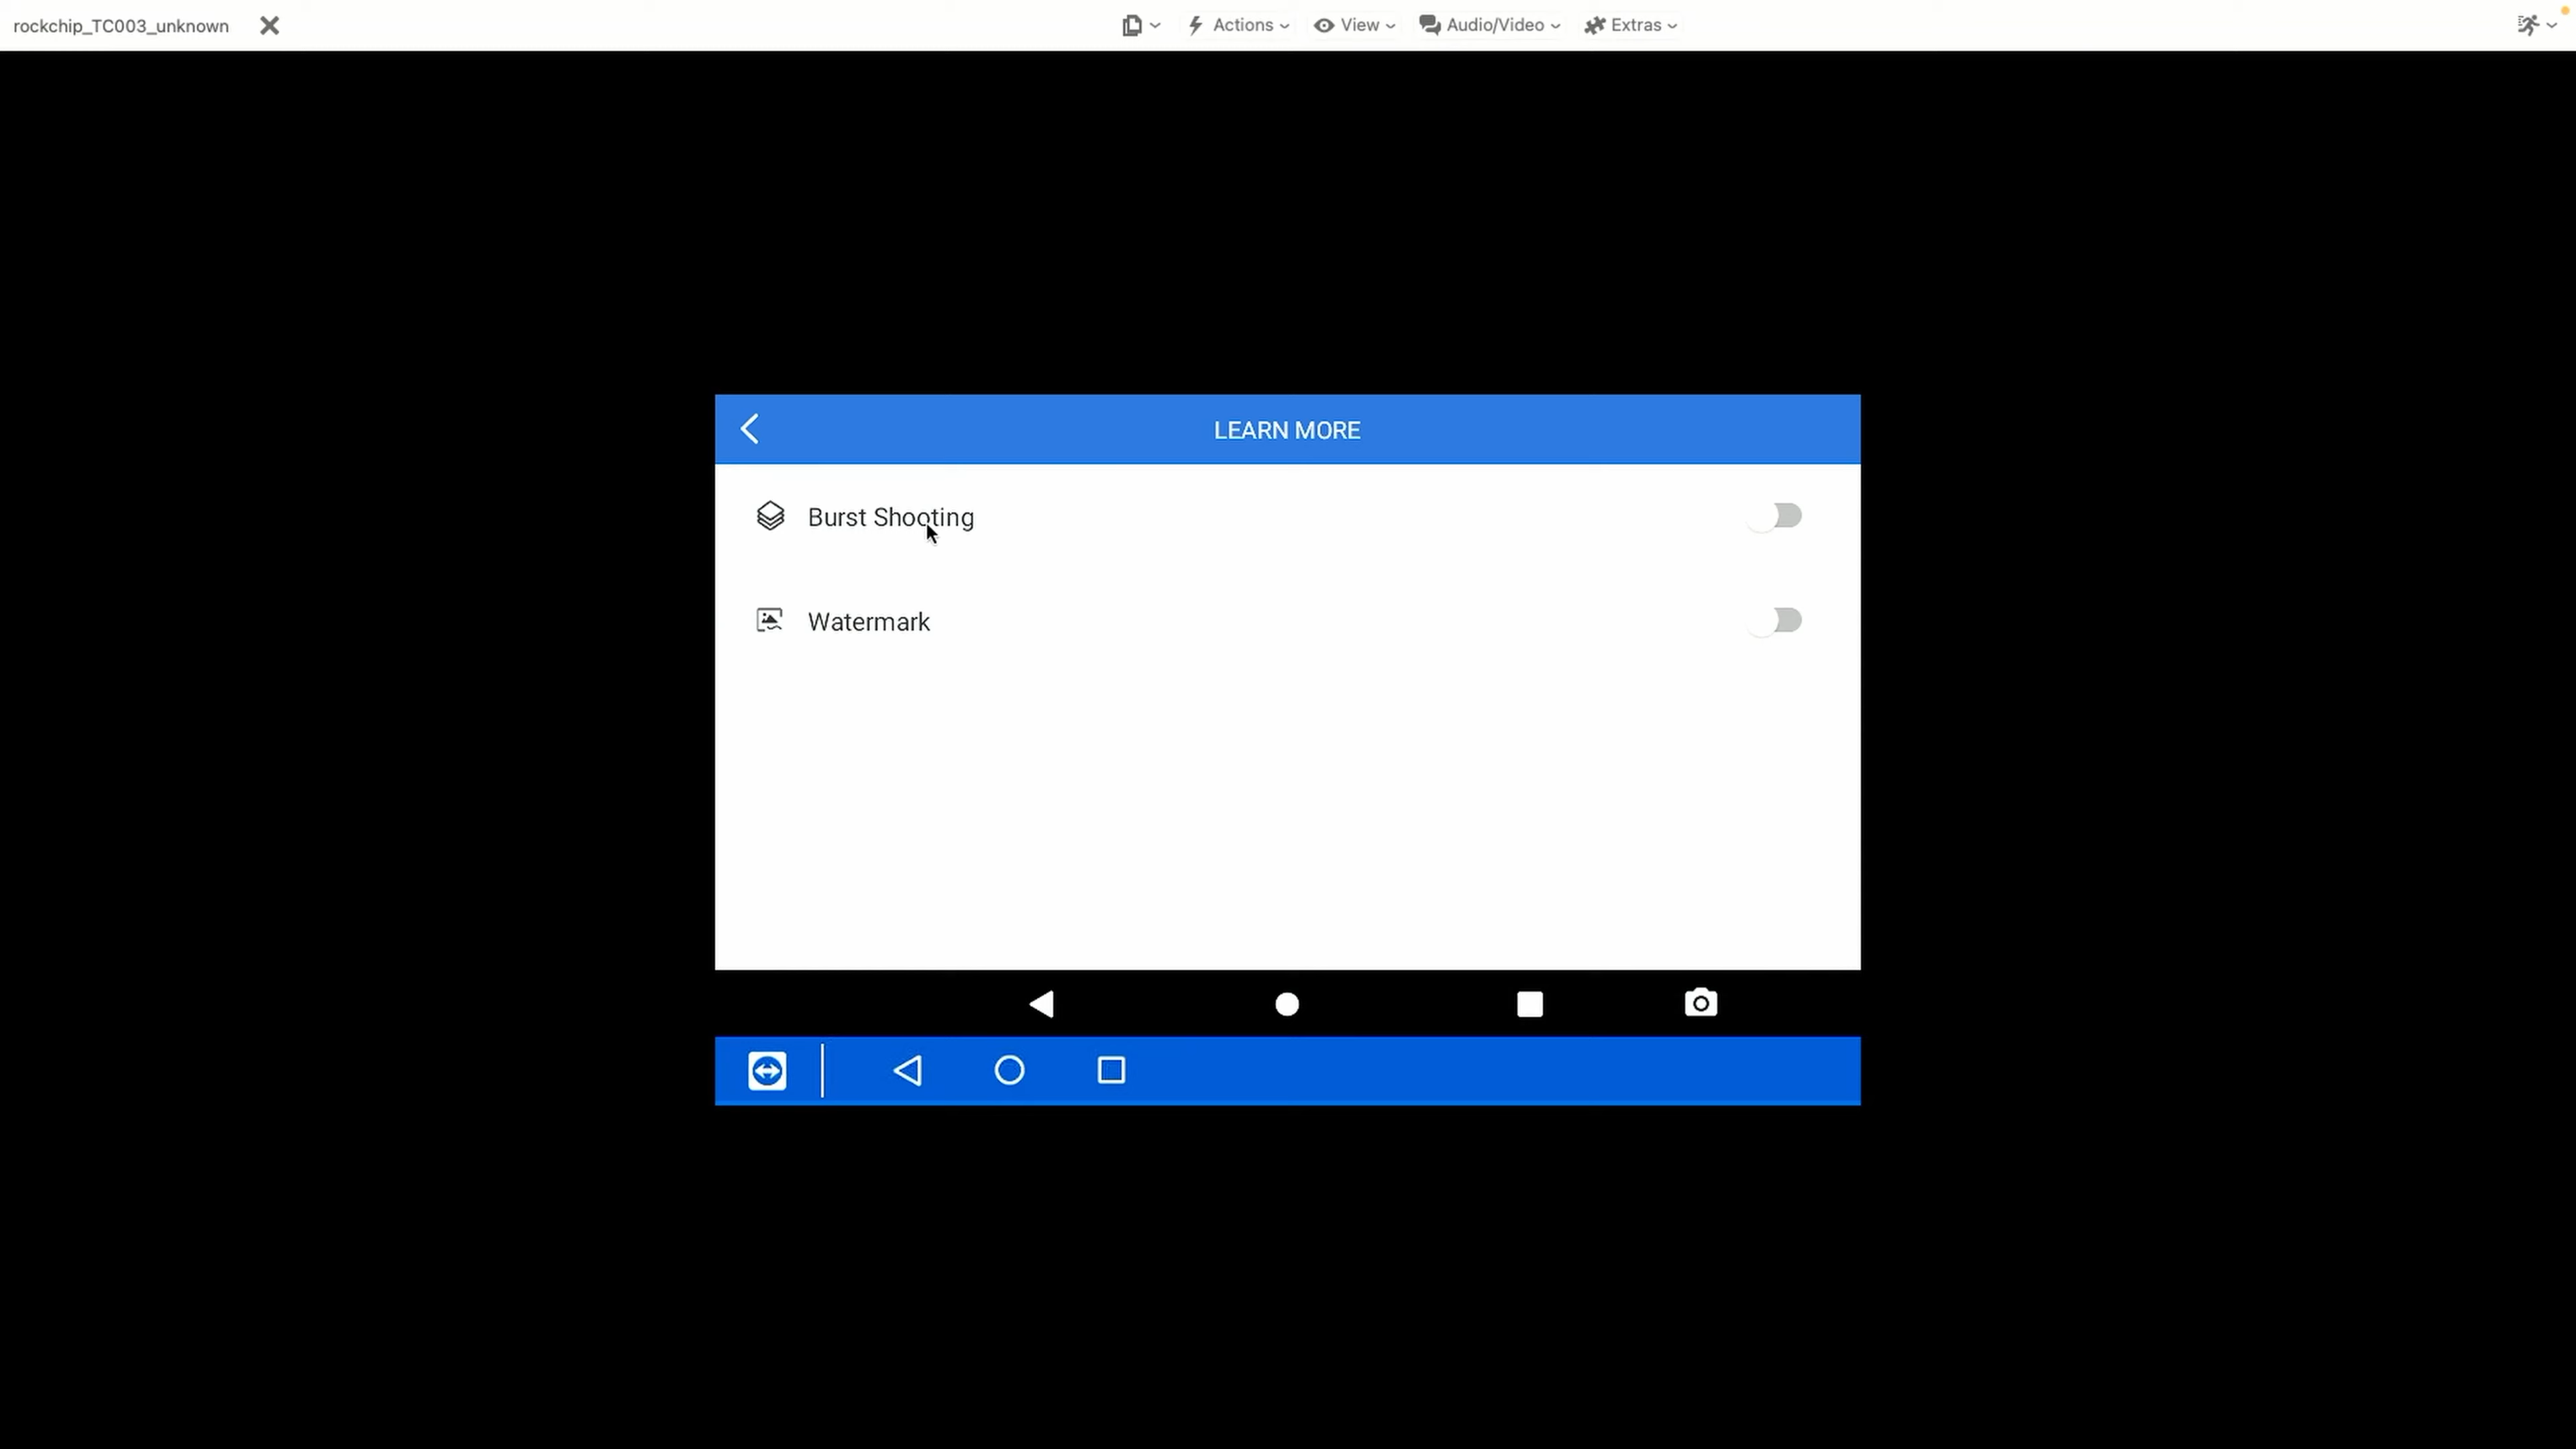 rockchip_TC003_unknown
Actions
View
Audio/Video
Extras
LEARN MORE
Burst Shooting
Watermark